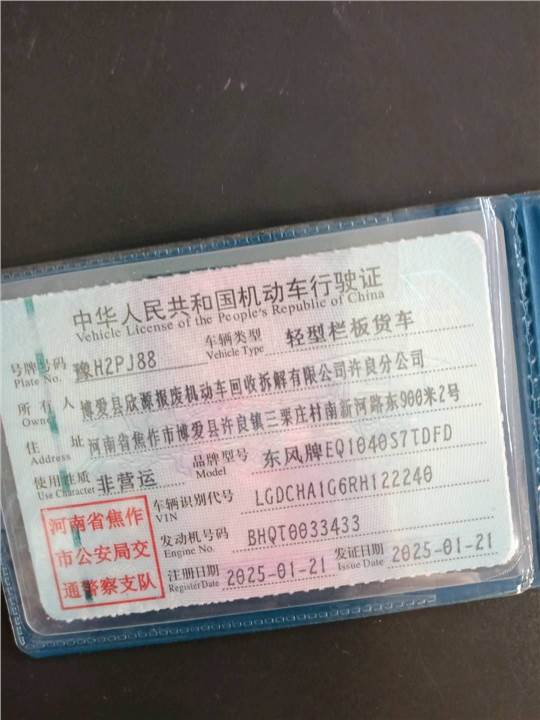 中华人民共和国机动车行驶证
Vehicle License of the People's Republic of China
号牌号码 豫H2PJ88 车辆类型 轻型栏板货车
Plate No. Vehicle Type
所有人 博爱县欣源报废机动车回收拆解有限公司许良分公司
Owner
住址 河南省焦作市博爱县许良镇三栗庄村南新河路东900米2号
Address
使用性质 非营运 品牌型号 东风牌EQ1040S7TDFD
Use Character Model
车辆识别代号 LGDCHA1G6RH122240
VIN
发动机号码 BHQT0033433
Engine No.
注册日期 2025-01-21 发证日期 2025-01-21
Register Date Issue Date
河南省焦作
市公安局交
通警察支队